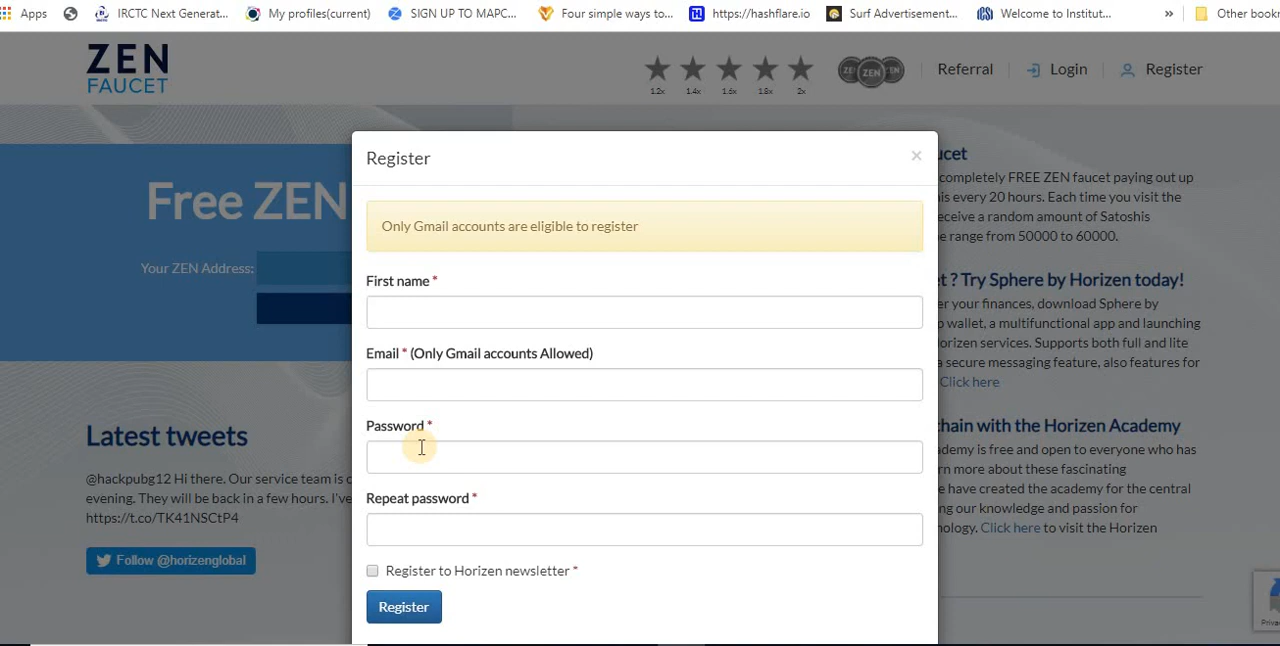 Apps IRCTC Next Generat... My profiles(current) SIGN UP TO MAPC... Four simple ways to... https://hashflare.io Surf Advertisement... Welcome to Institut... » Other book
ZEN
FAUCET
1.2x 1.4x 1.6x 1.8x 2x
ZEN
Referral Login Register
Register ×
Only Gmail accounts are eligible to register
First name *
Email * (Only Gmail accounts Allowed)
Password *
Repeat password *
Register to Horizen newsletter *
Register
Free ZEN
Your ZEN Address:
Latest tweets
@hackpubg12 Hi there. Our service team is
evening. They will be back in a few hours. I'v
https://t.co/TK41NSCtP4
Follow @horizenglobal
ucet
completely FREE ZEN faucet paying out up
is every 20 hours. Each time you visit the
eceive a random amount of Satoshis
e range from 50000 to 60000.
t ? Try Sphere by Horizen today!
er your finances, download Sphere by
wallet, a multifunctional app and launching
Horizen services. Supports both full and lite
a secure messaging feature, also features for
Click here
chain with the Horizen Academy
ademy is free and open to everyone who has
rn more about these fascinating
e have created the academy for the central
ng our knowledge and passion for
nology. Click here to visit the Horizen
Priva